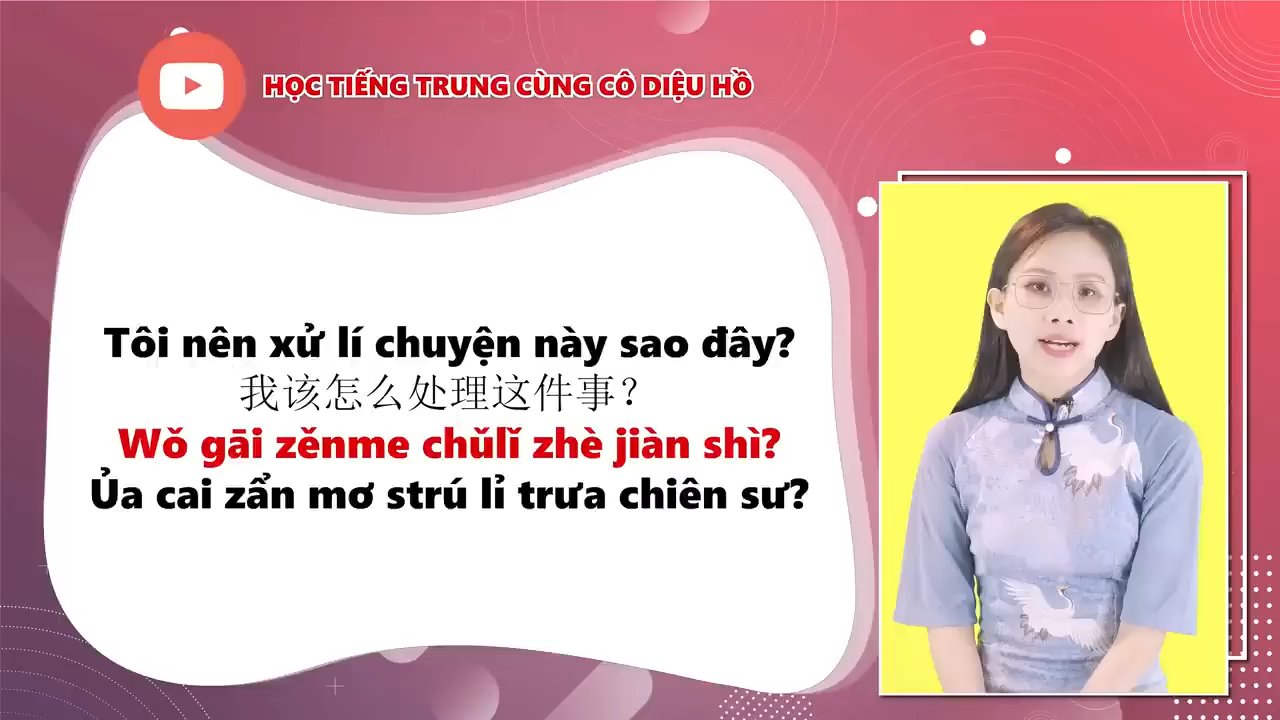 HỌC TIẾNG TRUNG CÙNG CÔ DIỆU HỒ
Tôi nên xử lí chuyện này sao đây?
我该怎么处理这件事？
Wǒ gāi zěnme chǔlǐ zhè jiàn shì?
Ủa cai zẩn mơ strú lỉ trưa chiên sư?